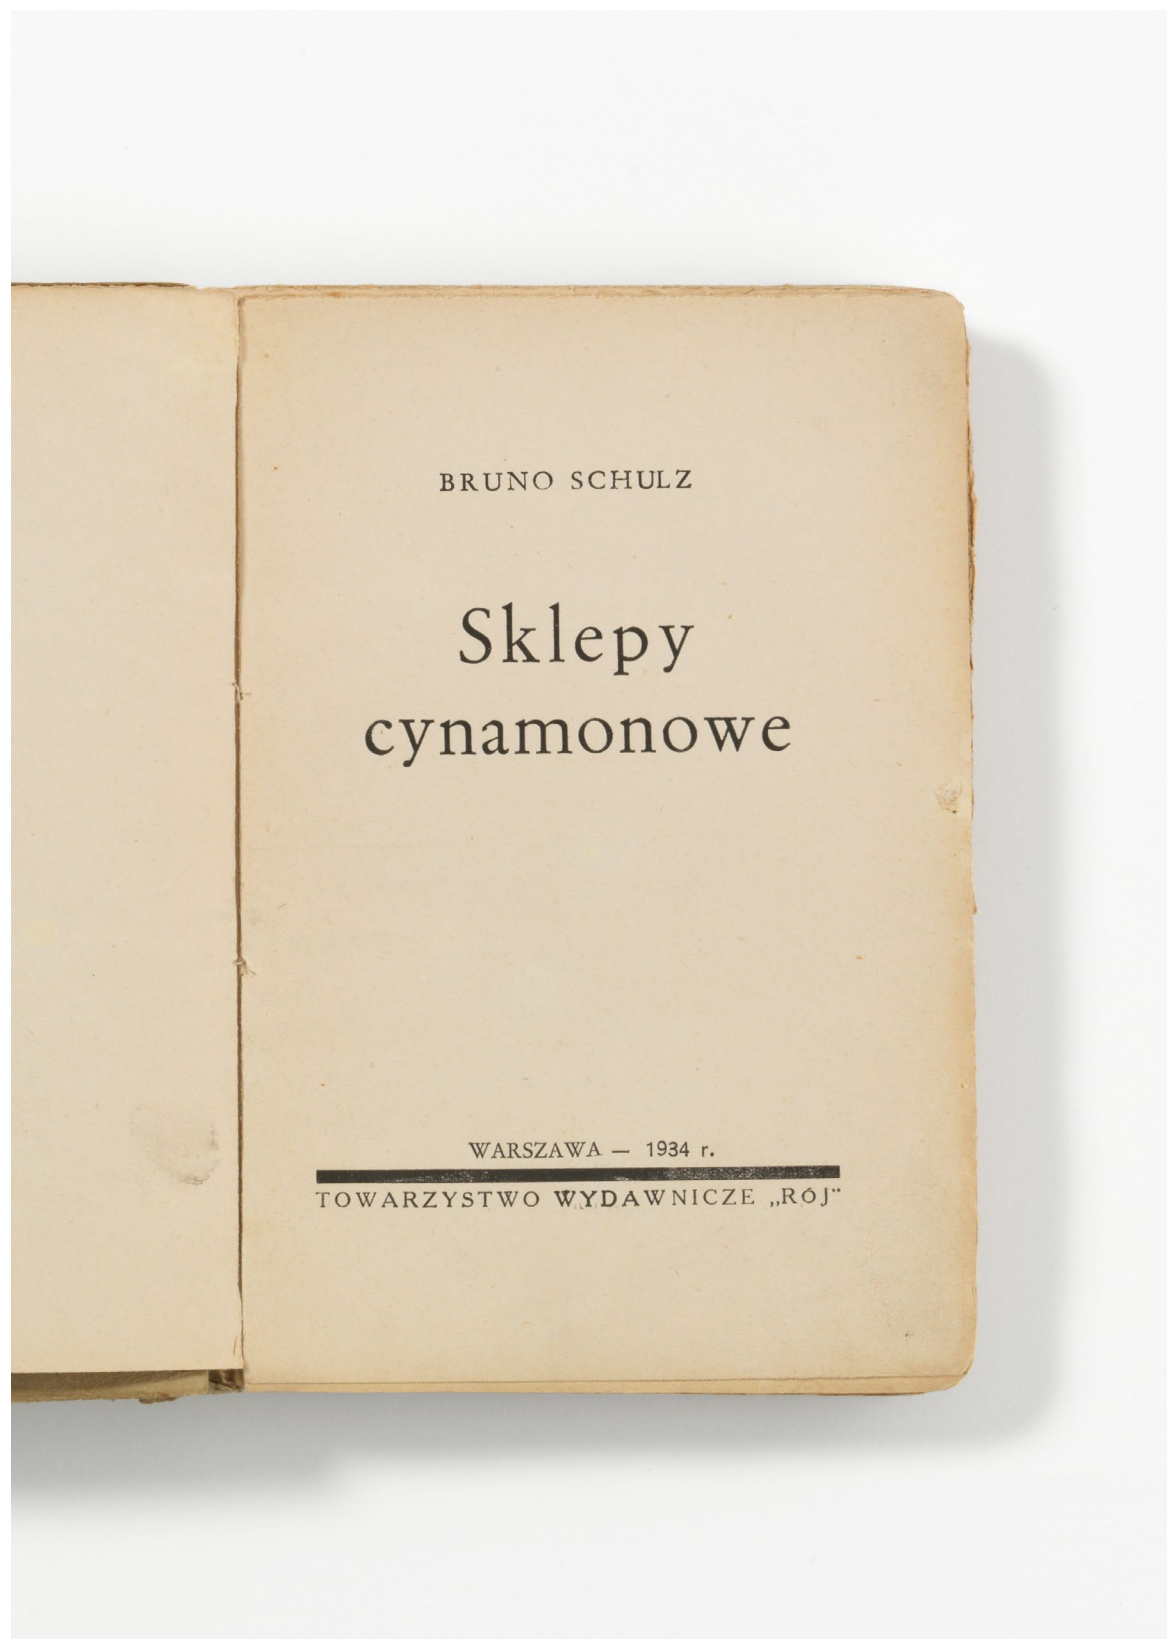 BRUNO SCHULZ
Sklepy
cynamonowe
WARSZAWA — 1934 r.
TOWARZYSTWO WYDAWNICZE „RÓJ”